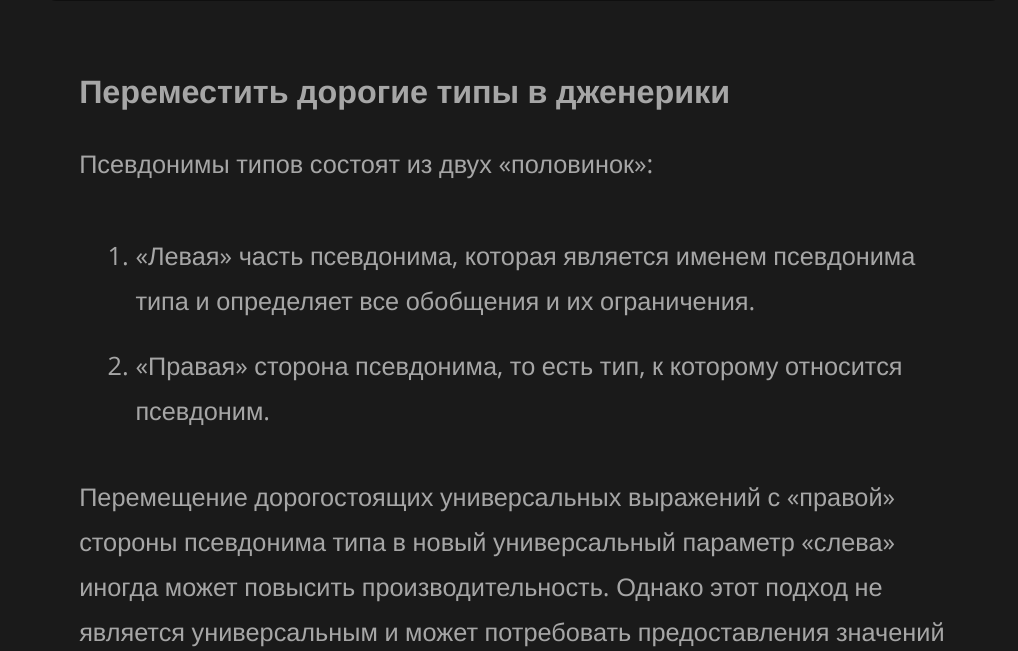 Переместить дорогие типы в дженерики
Псевдонимы типов состоят из двух «половинок»:
1. «Левая» часть псевдонима, которая является именем псевдонима
типа и определяет все обобщения и их ограничения.
2. «Правая» сторона псевдонима, то есть тип, к которому относится
псевдоним.
Перемещение дорогостоящих универсальных выражений с «правой»
стороны псевдонима типа в новый универсальный параметр «слева»
иногда может повысить производительность. Однако этот подход не
является универсальным и может потребовать предоставления значений